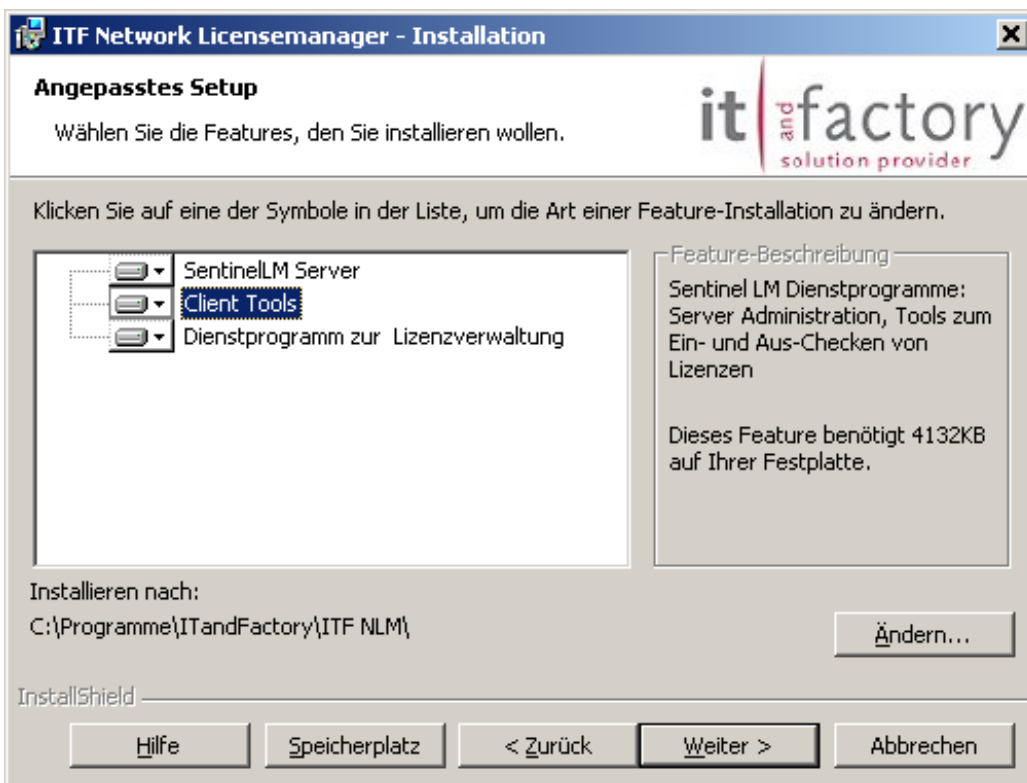 ITF Network Licensemanager - Installation
Angepasstes Setup
Wählen Sie die Features, den Sie installieren wollen.
it and factory
solution provider
Klicken Sie auf eine der Symbole in der Liste, um die Art einer Feature-Installation zu ändern.
SentinelLM Server
Client Tools
Dienstprogramm zur Lizenzverwaltung
Feature-Beschreibung
Sentinel LM Dienstprogramme:
Server Administration, Tools zum
Ein- und Aus-Checken von
Lizenzen
Dieses Feature benötigt 4132KB
auf Ihrer Festplatte.
Installieren nach:
C:\Programme\ITandFactory\ITF NLM\
Ändern...
InstallShield
Hilfe
Speicherplatz
< Zurück
Weiter >
Abbrechen